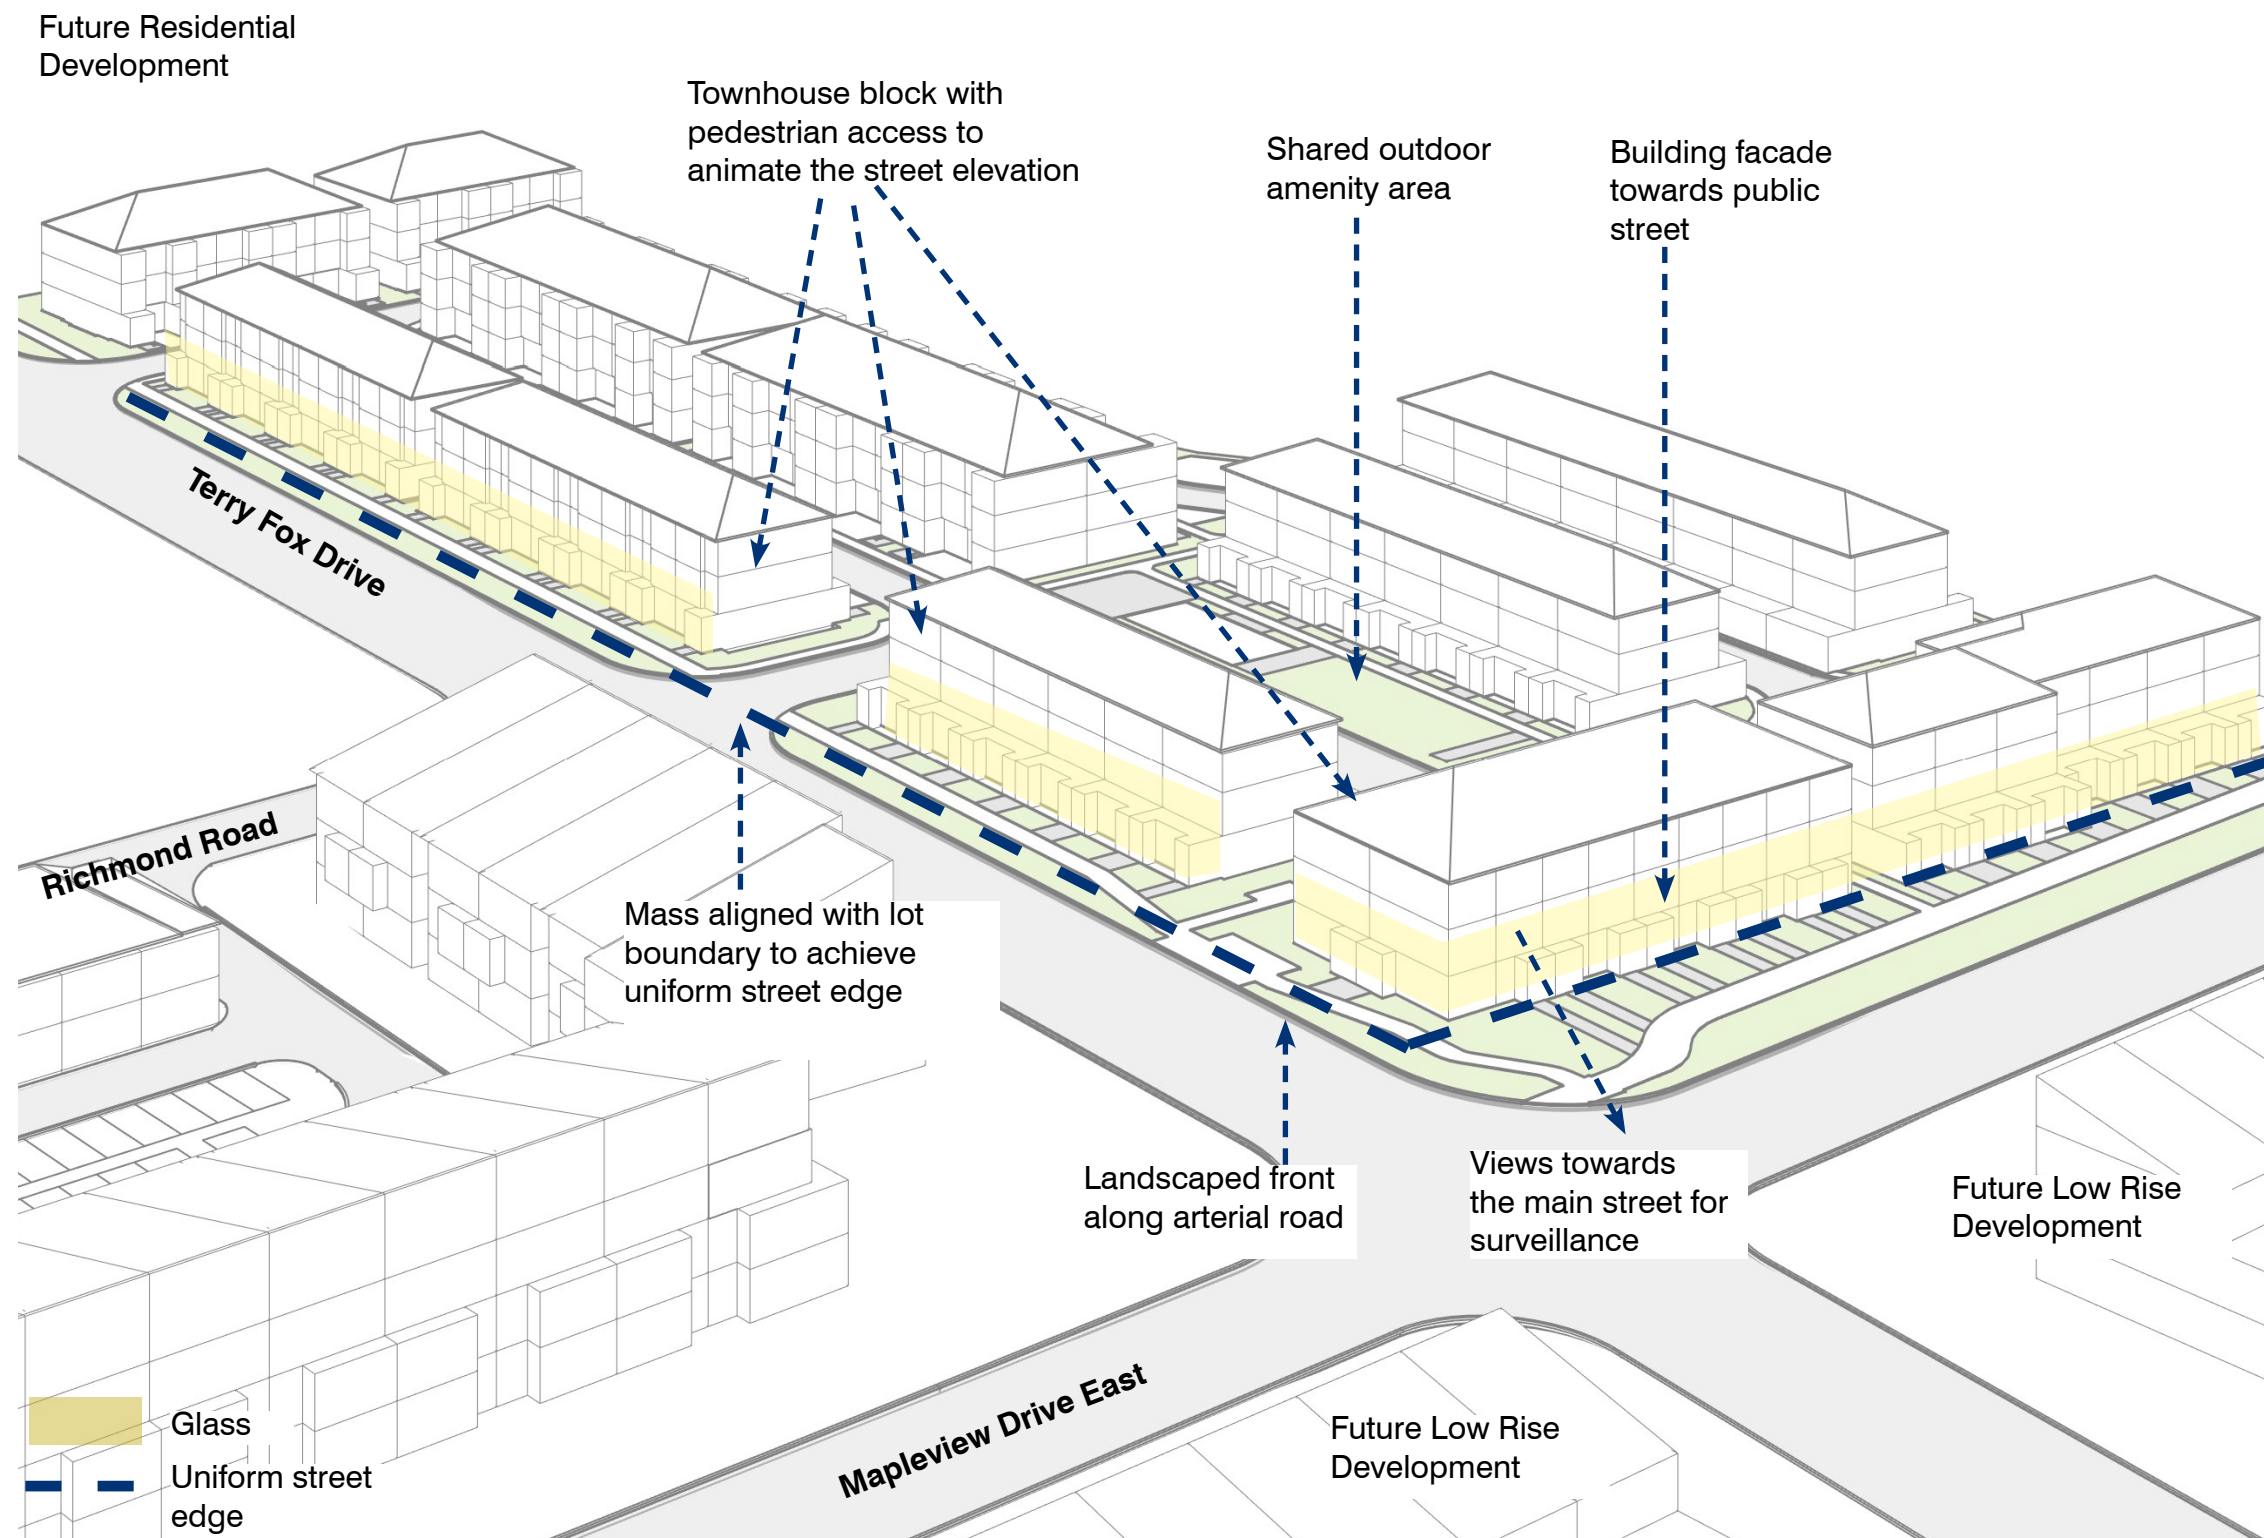 Future Residential
Development
Townhouse block with
pedestrian access to
animate the street elevation
Shared outdoor
amenity area
Building facade
towards public
street
Terry Fox Drive
Richmond Road
Mass aligned with lot
boundary to achieve
uniform street edge
Landscaped front
along arterial road
Views towards
the main street for
surveillance
Future Low Rise
Development
Mapleview Drive East
Future Low Rise
Development
Glass
Uniform street
edge